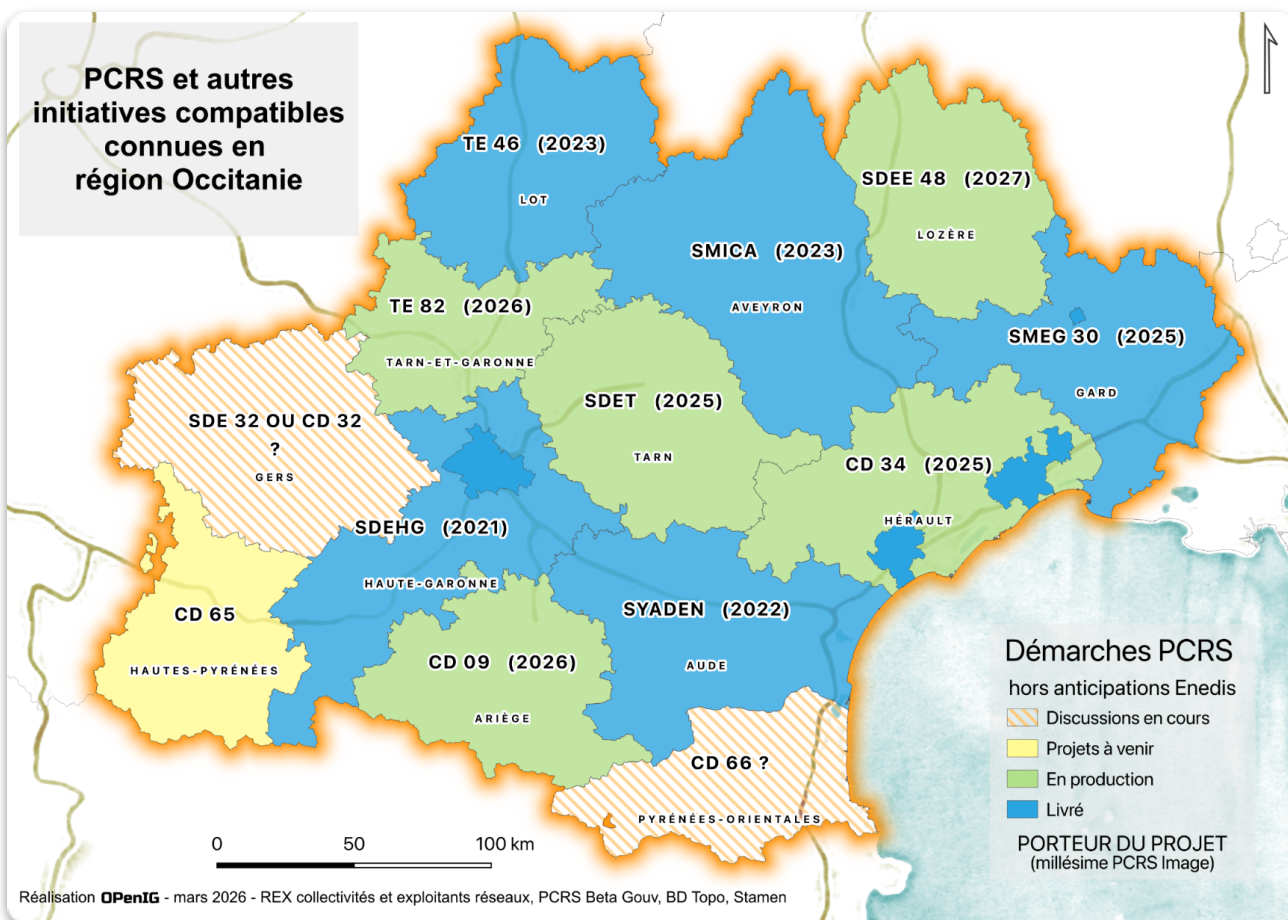 PCRS et autres
initiatives compatibles
connues en
région Occitanie
TE 46 (2023)
LOT
SDEE 48 (2027)
LOZÈRE
SMICA (2023)
AVEYRON
TE 82 (2026)
TARN-ET-GARONNE
SMEG 30 (2025)
GARD
SDE 32 OU CD 32
?
GERS
SDET (2025)
TARN
CD 34 (2025)
HÉRAULT
SDEHG (2021)
HAUTE-GARONNE
CD 65
HAUTES-PYRÉNÉES
SYADEN (2022)
AUDE
CD 09 (2026)
ARIÈGE
CD 66 ?
PYRÉNÉES-ORIENTALES
Démarches PCRS
hors anticipations Enedis
Discussions en cours
Projets à venir
En production
Livré
PORTEUR DU PROJET
(millésime PCRS Image)
0 50 100 km
Réalisation OPenIG - mars 2026 - REX collectivités et exploitants réseaux, PCRS Beta Gouv, BD Topo, Stamen